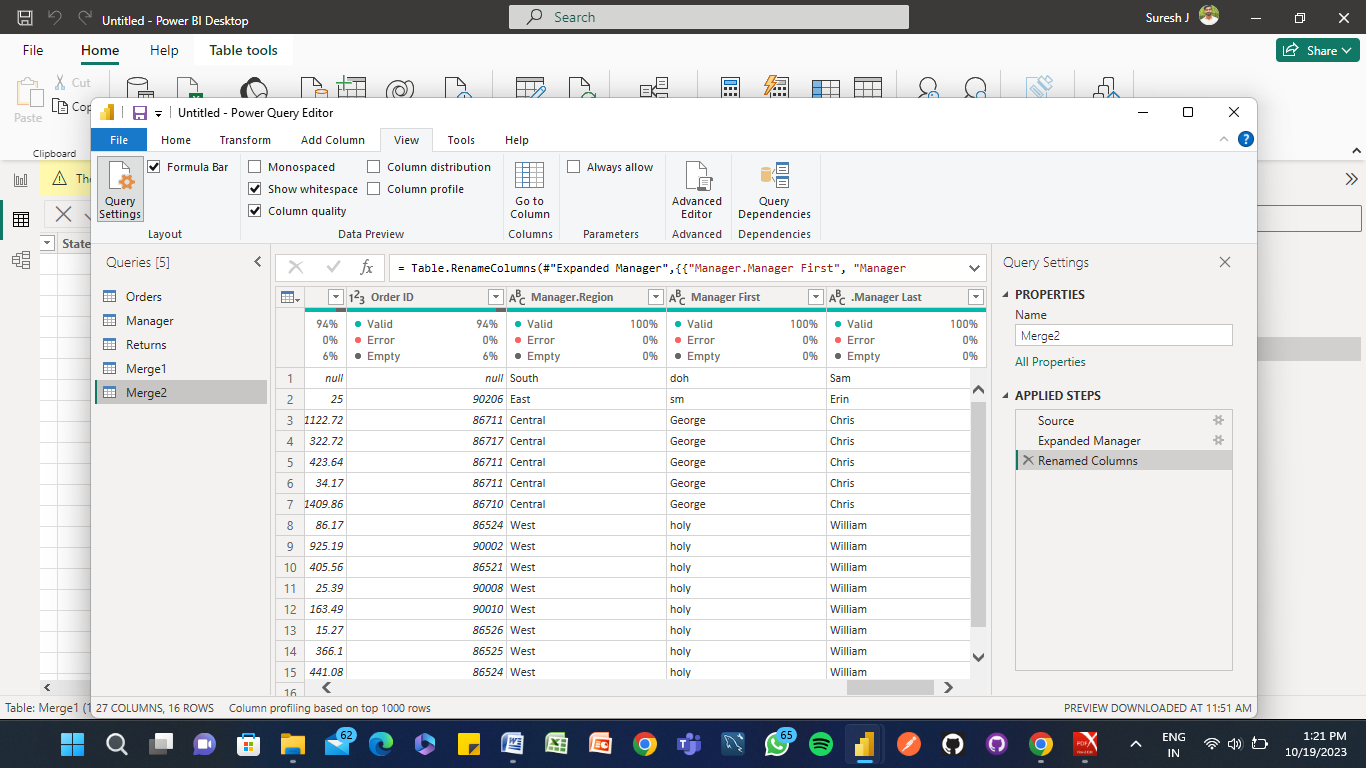 Untitled - Power BI Desktop
Search
Suresh J
File
Home
Help
Table tools
Share
Paste
Cut
Clipboard
State
Untitled - Power Query Editor
File
Home
Transform
Add Column
View
Tools
Help
Query Settings
Formula Bar
Layout
Monospaced
Show whitespace
Column quality
Column distribution
Column profile
Data Preview
Go to Column
Columns
Always allow
Parameters
Advanced Editor
Advanced
Query Dependencies
Dependencies
Queries [5]
Orders
Manager
Returns
Merge1
Merge2
fx
= Table.RenameColumns(#"Expanded Manager",{{"Manager.Manager First", "Manager
1²3 Order ID
ABC Manager.Region
ABC Manager First
ABC .Manager Last
94% Valid 94% Valid 100% Valid 100% Valid 100%
0% Error 0% Error 0% Error 0% Error 0%
6% Empty 6% Empty 0% Empty 0% Empty 0%
1 null null South doh Sam
2 25 90206 East sm Erin
3 1122.72 86711 Central George Chris
4 322.72 86717 Central George Chris
5 423.64 86711 Central George Chris
6 34.17 86711 Central George Chris
7 1409.86 86710 Central George Chris
8 86.17 86524 West holy William
9 925.19 90002 West holy William
10 405.56 86521 West holy William
11 25.39 90008 West holy William
12 163.49 90010 West holy William
13 15.27 86526 West holy William
14 366.1 86525 West holy William
15 441.08 86524 West holy William
16
Query Settings
PROPERTIES
Name
Merge2
All Properties
APPLIED STEPS
Source
Expanded Manager
Renamed Columns
Table: Merge1 (1
27 COLUMNS, 16 ROWS
Column profiling based on top 1000 rows
PREVIEW DOWNLOADED AT 11:51 AM
62
65
ENG
IN
1:21 PM
10/19/2023